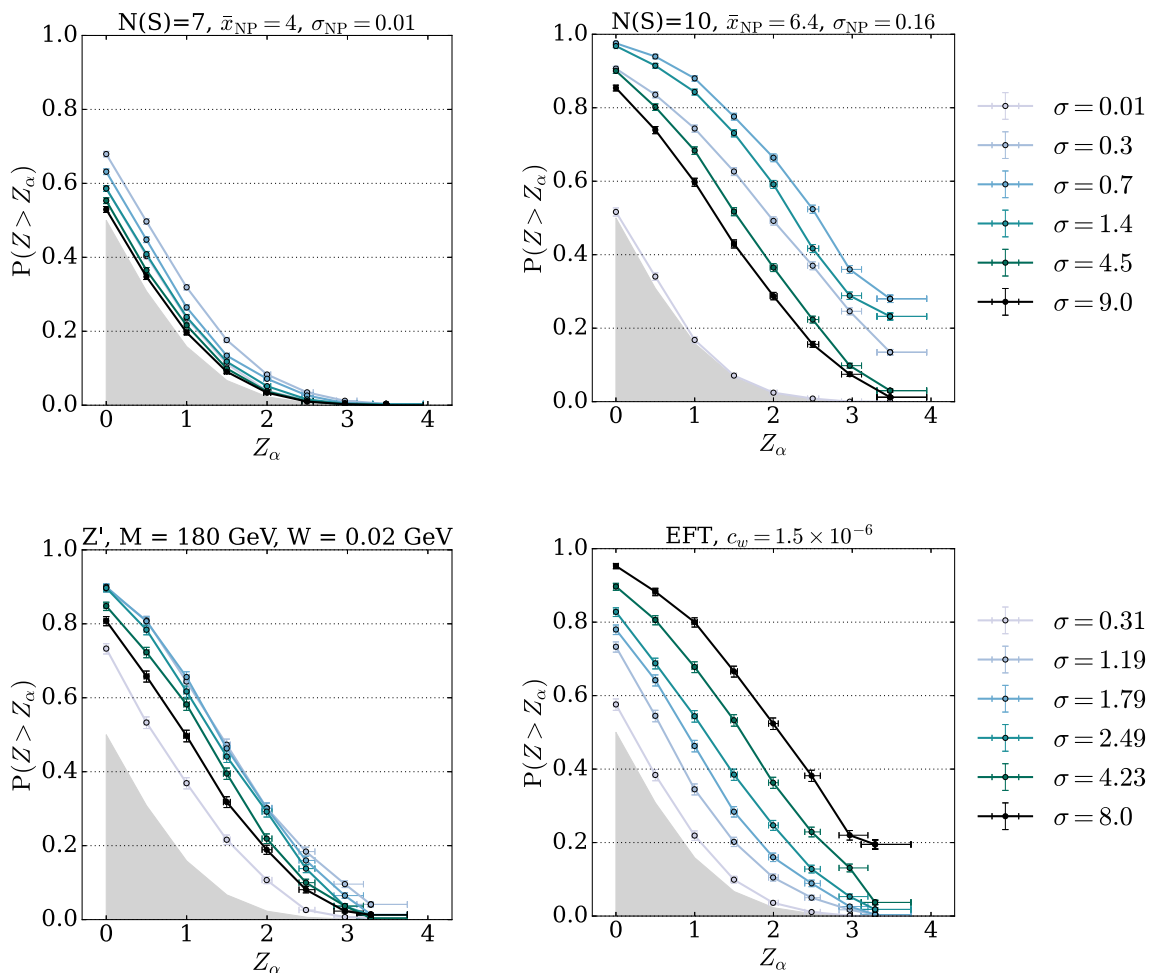 N(S)=7, x̄_NP = 4, σ_NP = 0.01
1.0
0.8
0.6
0.4
0.2
0.0
P(Z > Z_α)
0 1 2 3 4
Z_α
N(S)=10, x̄_NP = 6.4, σ_NP = 0.16
1.0
0.8
0.6
0.4
0.2
0.0
P(Z > Z_α)
0 1 2 3 4
Z_α
σ = 0.01
σ = 0.3
σ = 0.7
σ = 1.4
σ = 4.5
σ = 9.0
Z', M = 180 GeV, W = 0.02 GeV
1.0
0.8
0.6
0.4
0.2
0.0
P(Z > Z_α)
0 1 2 3 4
Z_α
EFT, c_w = 1.5 × 10⁻⁶
1.0
0.8
0.6
0.4
0.2
0.0
P(Z > Z_α)
0 1 2 3 4
Z_α
σ = 0.31
σ = 1.19
σ = 1.79
σ = 2.49
σ = 4.23
σ = 8.0